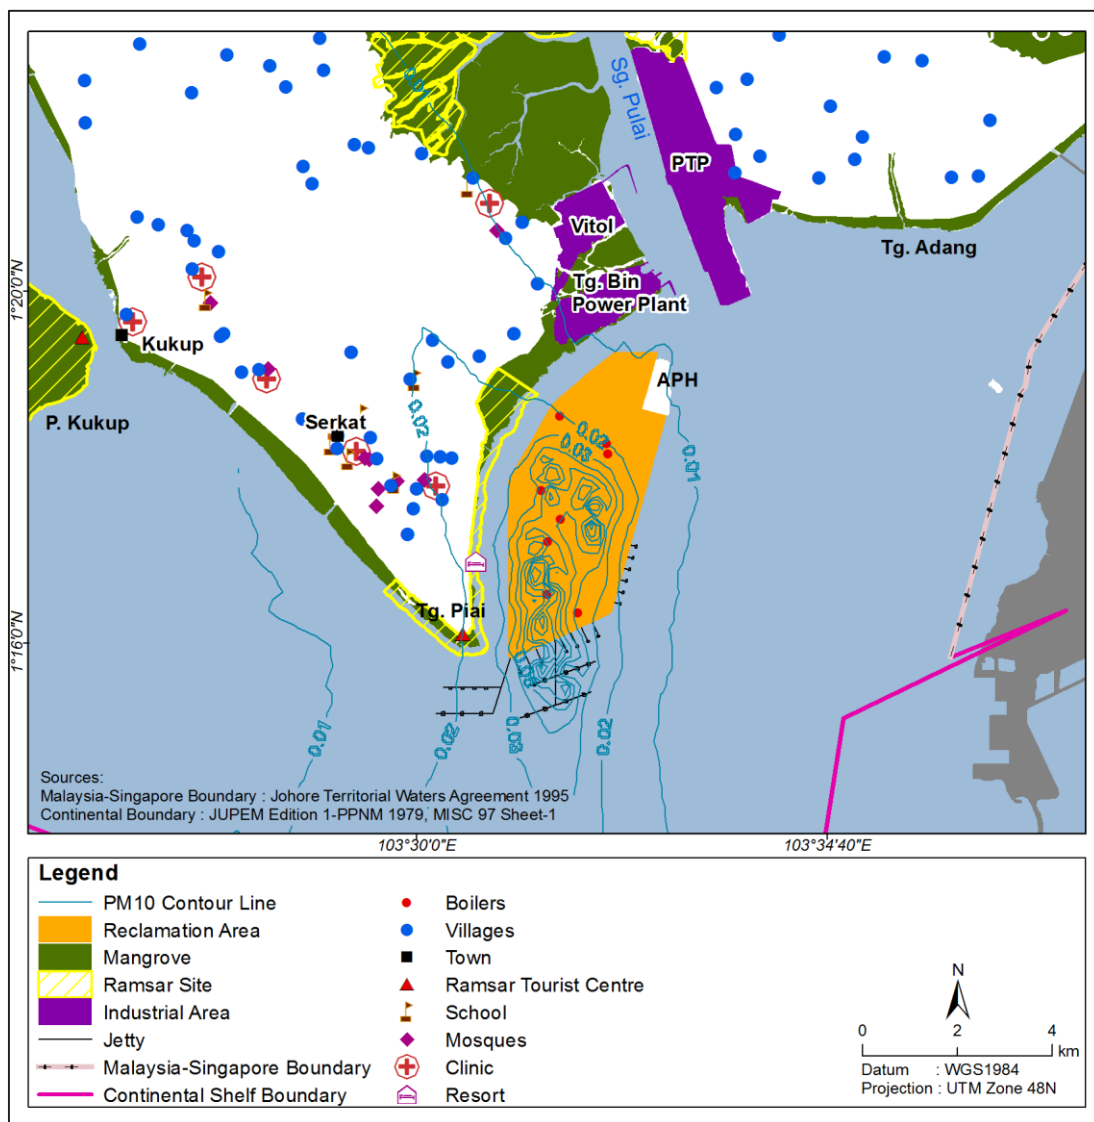 Sg. Pulai
PTP
Vitol
Tg. Adang
Tg. Bin
Power Plant
1°20'0"N
Kukup
APH
P. Kukup
Serkat
0.02
0.02
0.03
0.01
Tg. Piai
1°16'0"N
0.01
0.02
0.03
0.02
Sources:
Malaysia-Singapore Boundary : Johore Territorial Waters Agreement 1995
Continental Boundary : JUPEM Edition 1-PPNM 1979, MISC 97 Sheet-1
103°30'0"E
103°34'40"E
Legend
PM10 Contour Line
Boilers
Reclamation Area
Villages
Mangrove
Town
Ramsar Site
Ramsar Tourist Centre
Industrial Area
School
Jetty
Mosques
Malaysia-Singapore Boundary
Clinic
Continental Shelf Boundary
Resort
N
0 2 4
km
Datum : WGS1984
Projection : UTM Zone 48N